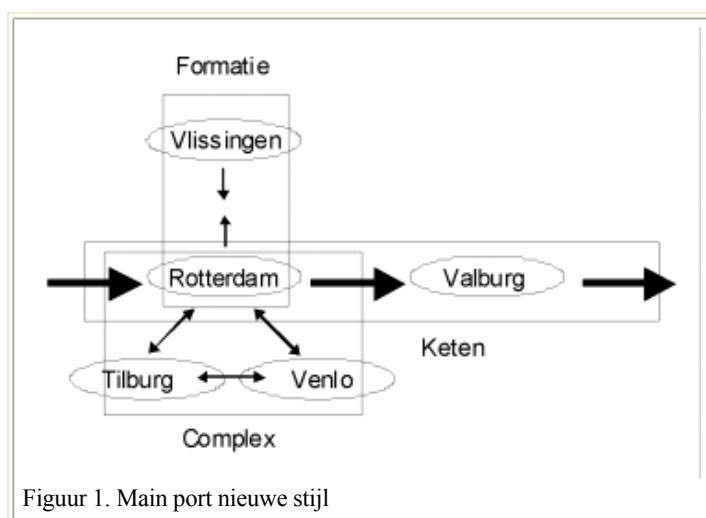 Formatie
Vlissingen
Rotterdam
Valburg
Keten
Tilburg
Venlo
Complex
Figuur 1. Main port nieuwe stijl